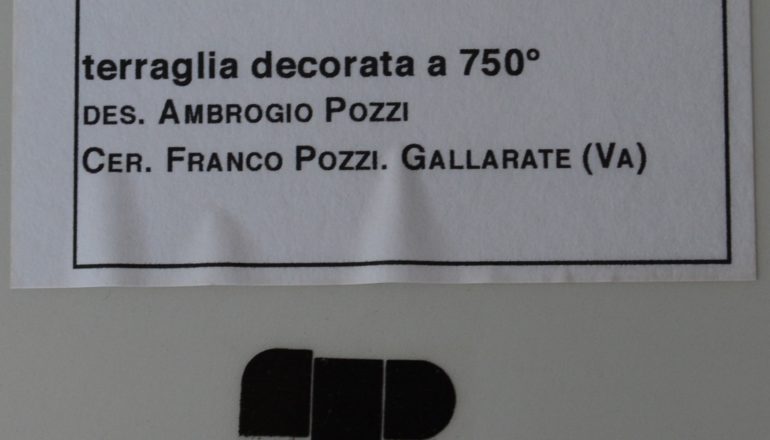 terraglia decorata a 750°
DES. AMBROGIO POZZI
CER. FRANCO POZZI. GALLARATE (VA)